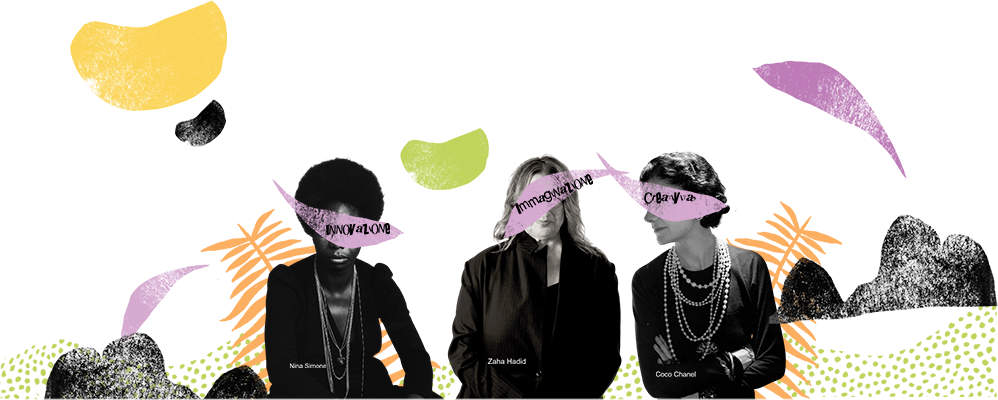 INNOVaZIONE
ImmagiNaZIONE
CreatiVità
Nina Simone
Zaha Hadid
Coco Chanel